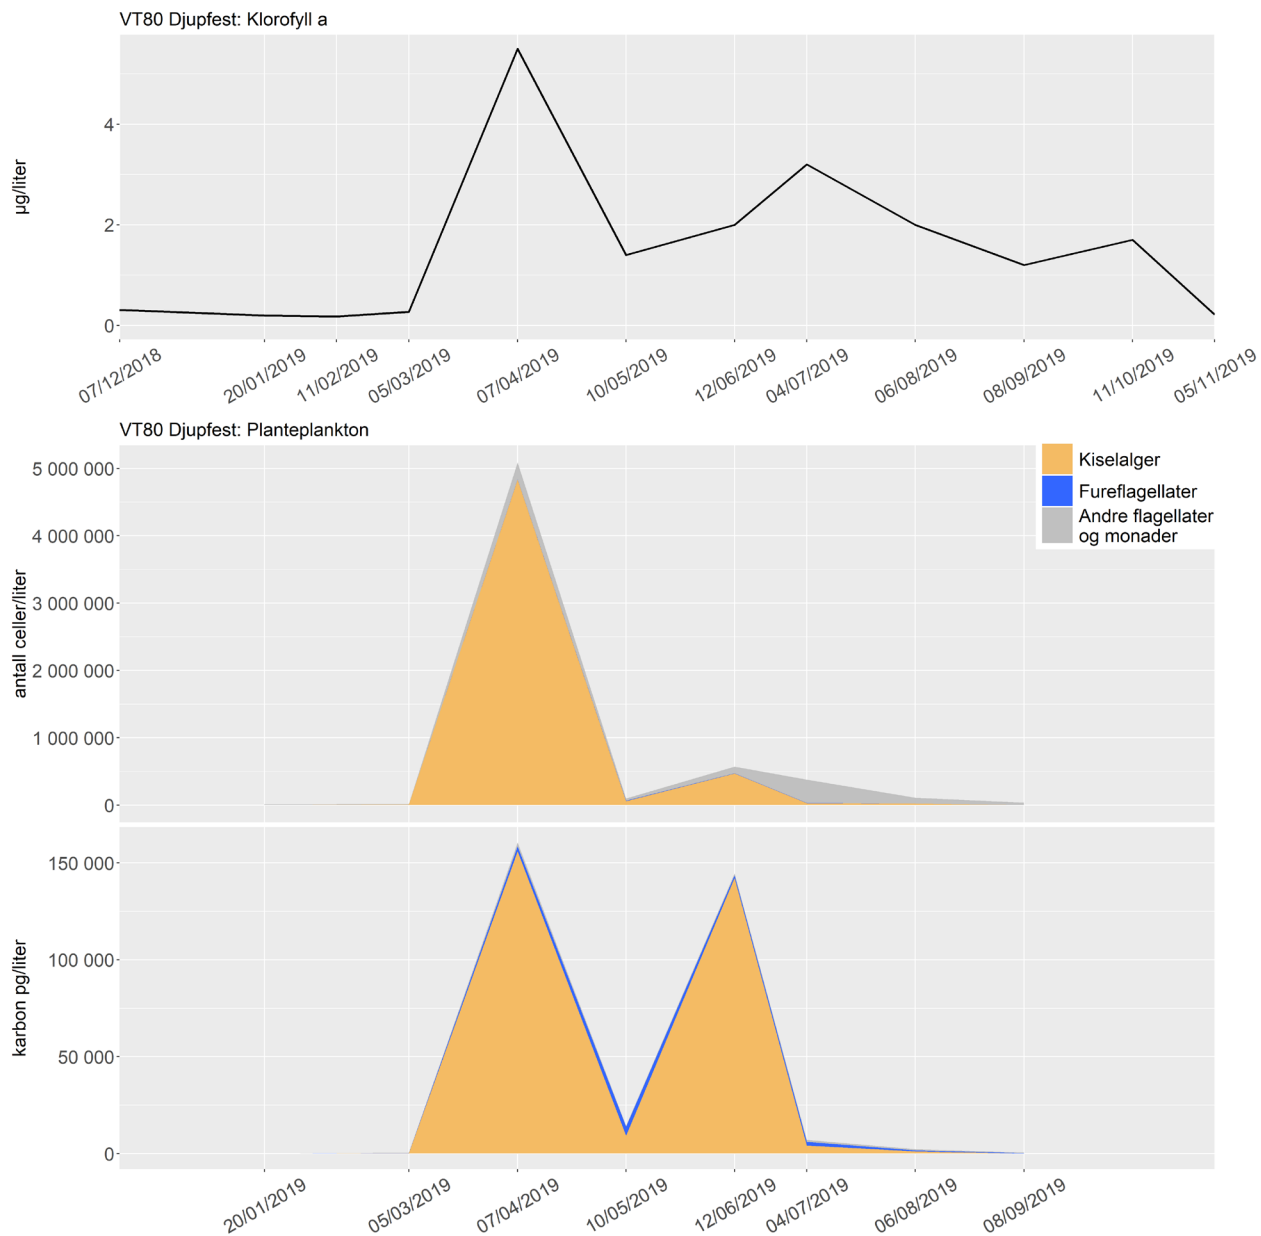 VT80 Djupfest: Klorofyll a
µg/liter
4
2
0
07/12/2018 20/01/2019 11/02/2019 05/03/2019 07/04/2019 10/05/2019 12/06/2019 04/07/2019 06/08/2019 08/09/2019 11/10/2019 05/11/2019
VT80 Djupfest: Planteplankton
antall celler/liter
5 000 000
4 000 000
3 000 000
2 000 000
1 000 000
0
Kiselalger
Fureflagellater
Andre flagellater
og monader
karbon pg/liter
150 000
100 000
50 000
0
20/01/2019 05/03/2019 07/04/2019 10/05/2019 12/06/2019 04/07/2019 06/08/2019 08/09/2019